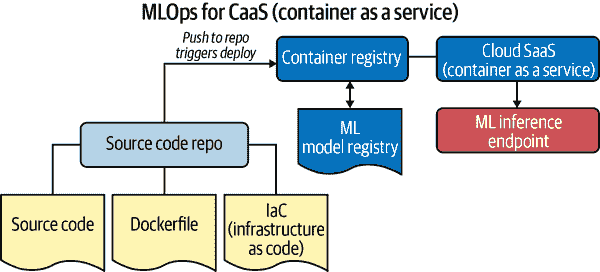 MLOps for CaaS (container as a service)
Push to repo
triggers deploy
Container registry
Cloud SaaS
(container as a service)
ML
model registry
ML inference
endpoint
Source code repo
Source code
Dockerfile
IaC
(infrastructure
as code)